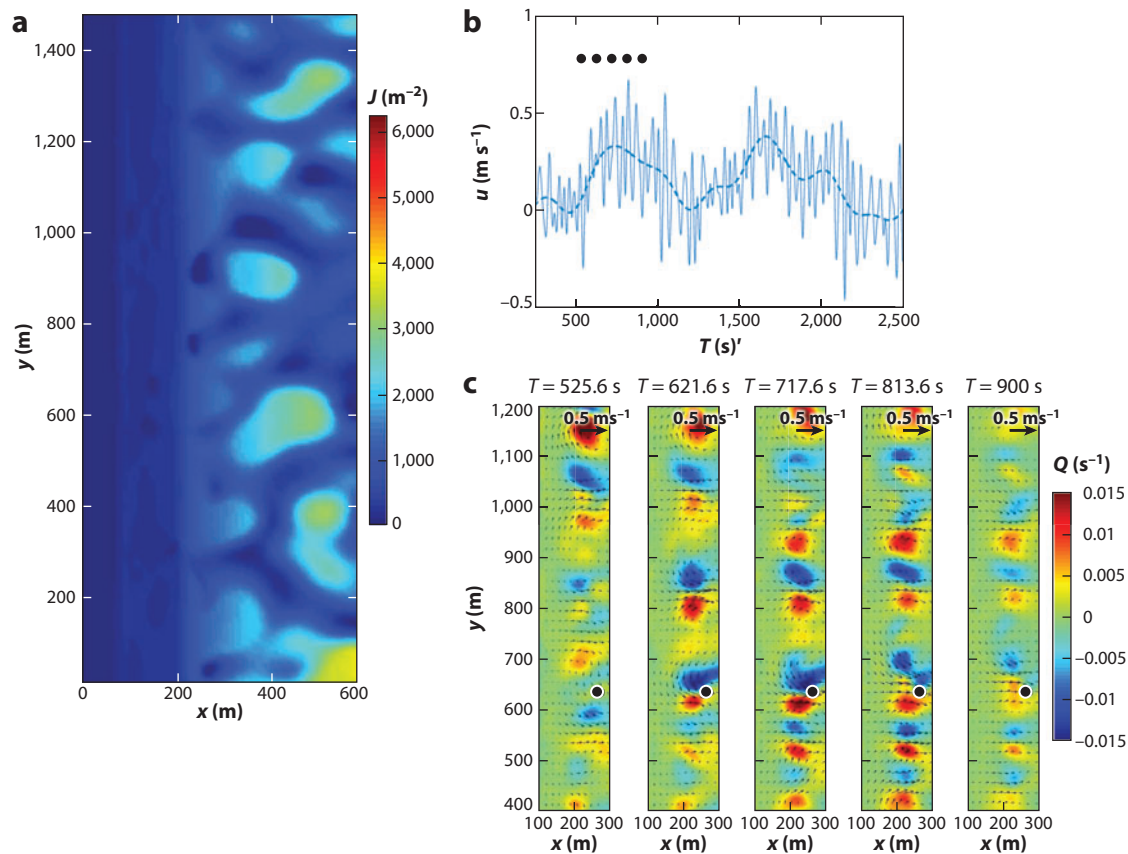 a
1,400
1,200
1,000
800
600
400
200
y (m)
0
200
400
600
x (m)
J (m⁻²)
6,000
5,000
4,000
3,000
2,000
1,000
0
b
1
0.5
0
−0.5
u (m s⁻¹)
500
1,000
1,500
2,000
2,500
T (s)′
c
T = 525.6 s
T = 621.6 s
T = 717.6 s
T = 813.6 s
T = 900 s
0.5 ms⁻¹
0.5 ms⁻¹
0.5 ms⁻¹
0.5 ms⁻¹
0.5 ms⁻¹
1,200
1,100
1,000
900
800
700
600
500
400
y (m)
100 200 300
100 200 300
100 200 300
100 200 300
100 200 300
x (m)
x (m)
x (m)
x (m)
x (m)
Q (s⁻¹)
0.015
0.01
0.005
0
−0.005
−0.01
−0.015